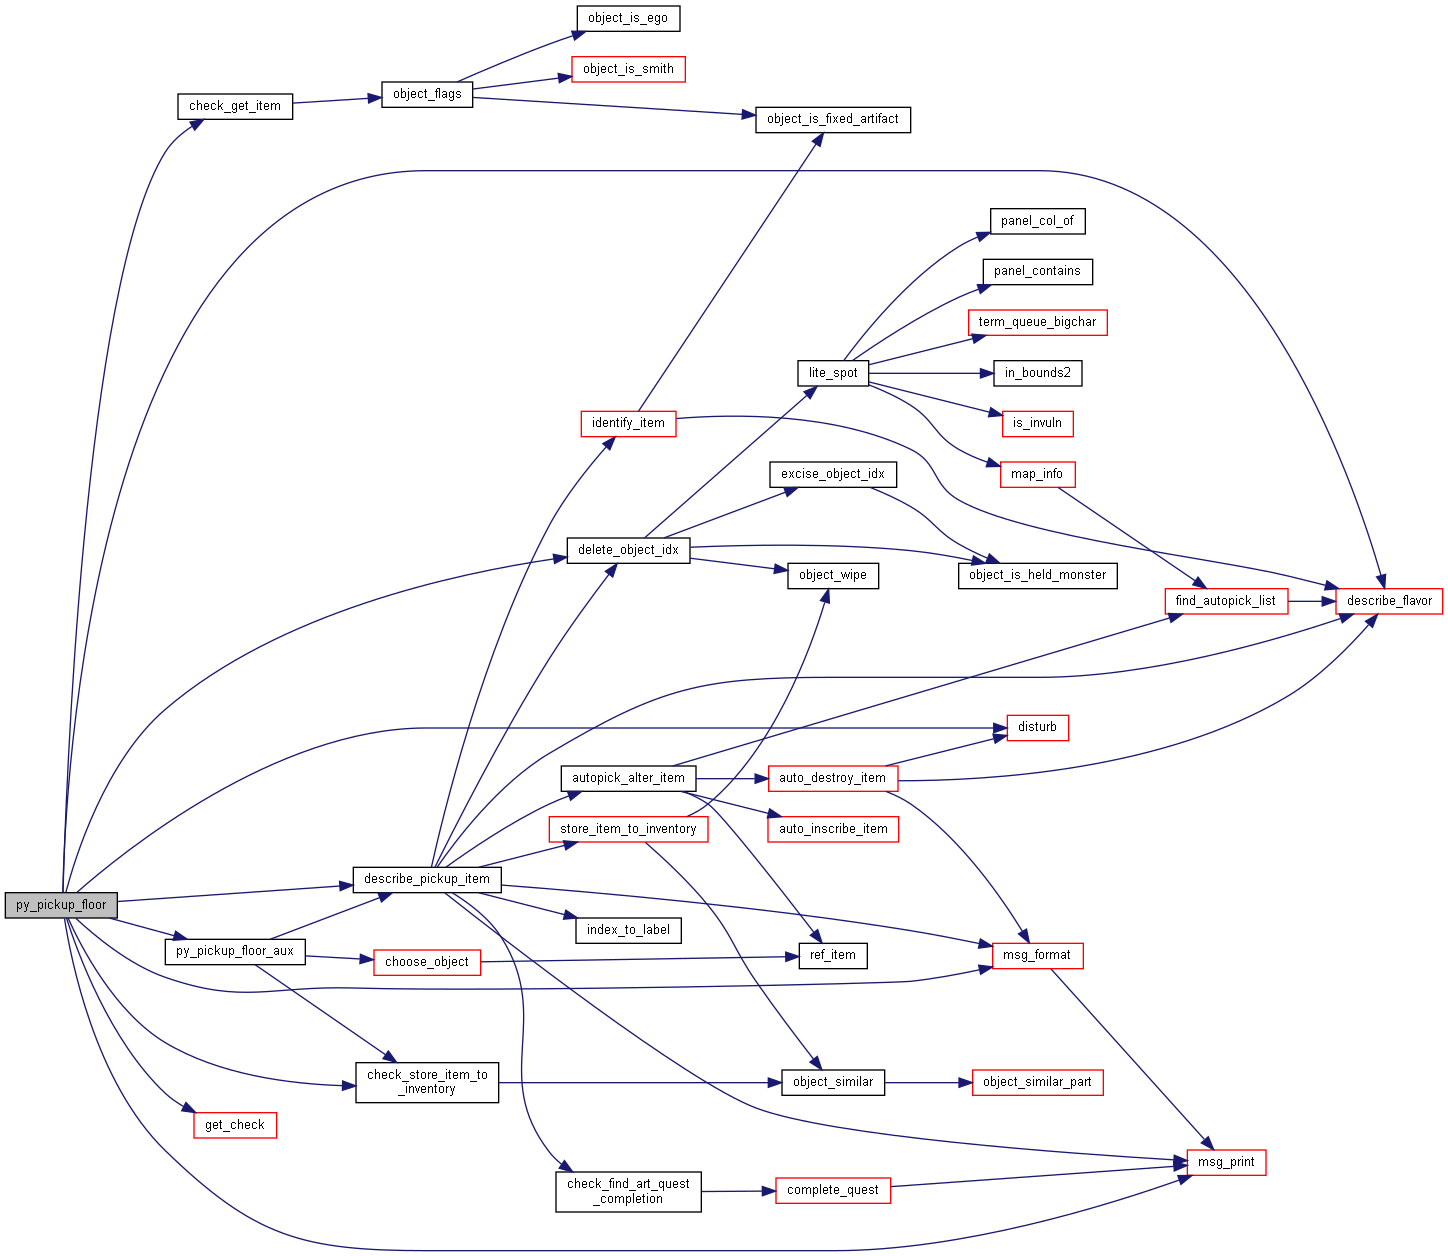 object_is_ego
object_is_smith
object_flags
check_get_item
object_is_fixed_artifact
panel_col_of
panel_contains
term_queue_bigchar
lite_spot
in_bounds2
is_invuln
identify_item
map_info
excise_object_idx
delete_object_idx
object_wipe
object_is_held_monster
find_autopick_list
describe_flavor
disturb
autopick_alter_item
auto_destroy_item
store_item_to_inventory
auto_inscribe_item
describe_pickup_item
py_pickup_floor
index_to_label
py_pickup_floor_aux
choose_object
ref_item
msg_format
check_store_item_to
_inventory
object_similar
object_similar_part
get_check
msg_print
check_find_art_quest
_completion
complete_quest